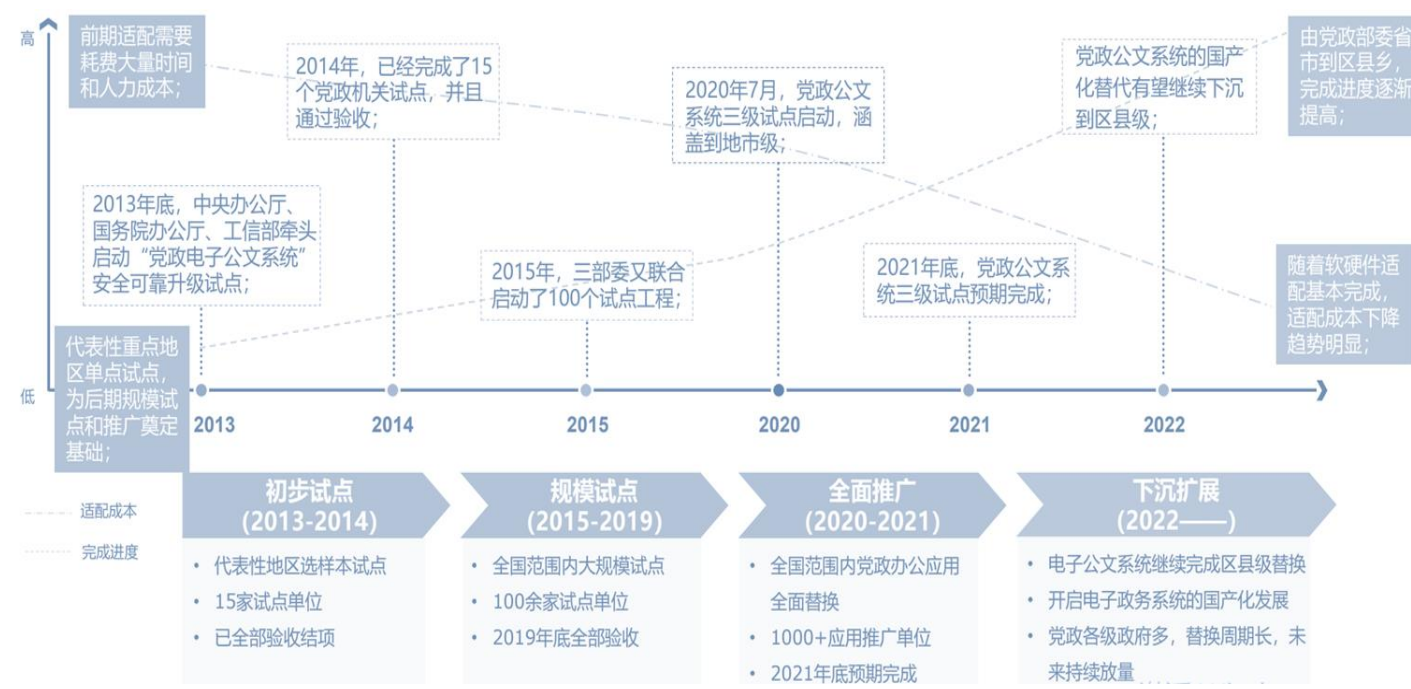 高
前期适配需要
耗费大量时间
和人力成本；
2014年，已经完成了15
个党政机关试点，并且
通过验收；
2020年7月，党政公文
系统三级试点启动，涵
盖到地市级；
党政公文系统的国产
化替代有望继续下沉
到区县级；
由党政部委省
市到区县乡，
完成进度逐渐
提高；
2013年底，中央办公厅、
国务院办公厅、工信部牵头
启动“党政电子公文系统”
安全可靠升级试点；
2015年，三部委又联合
启动了100个试点工程；
2021年底，党政公文系
统三级试点预期完成；
随着软硬件适
配基本完成，
适配成本下降
趋势明显；
代表性重点地
区单点试点，
为后期规模试
点和推广奠定
基础；
低
2013
2014
2015
2020
2021
2022
适配成本
完成进度
初步试点
(2013-2014)
• 代表性地区选样本试点
• 15家试点单位
• 已全部验收结项
规模试点
(2015-2019)
• 全国范围内大规模试点
• 100余家试点单位
• 2019年底全部验收
全面推广
(2020-2021)
• 全国范围内党政办公应用
全面替换
• 1000+应用推广单位
• 2021年底预期完成
下沉扩展
(2022——)
• 电子公文系统继续完成区县级替换
• 开启电子政务系统的国产化发展
• 党政各级政府多，替换周期长，未
来持续放量